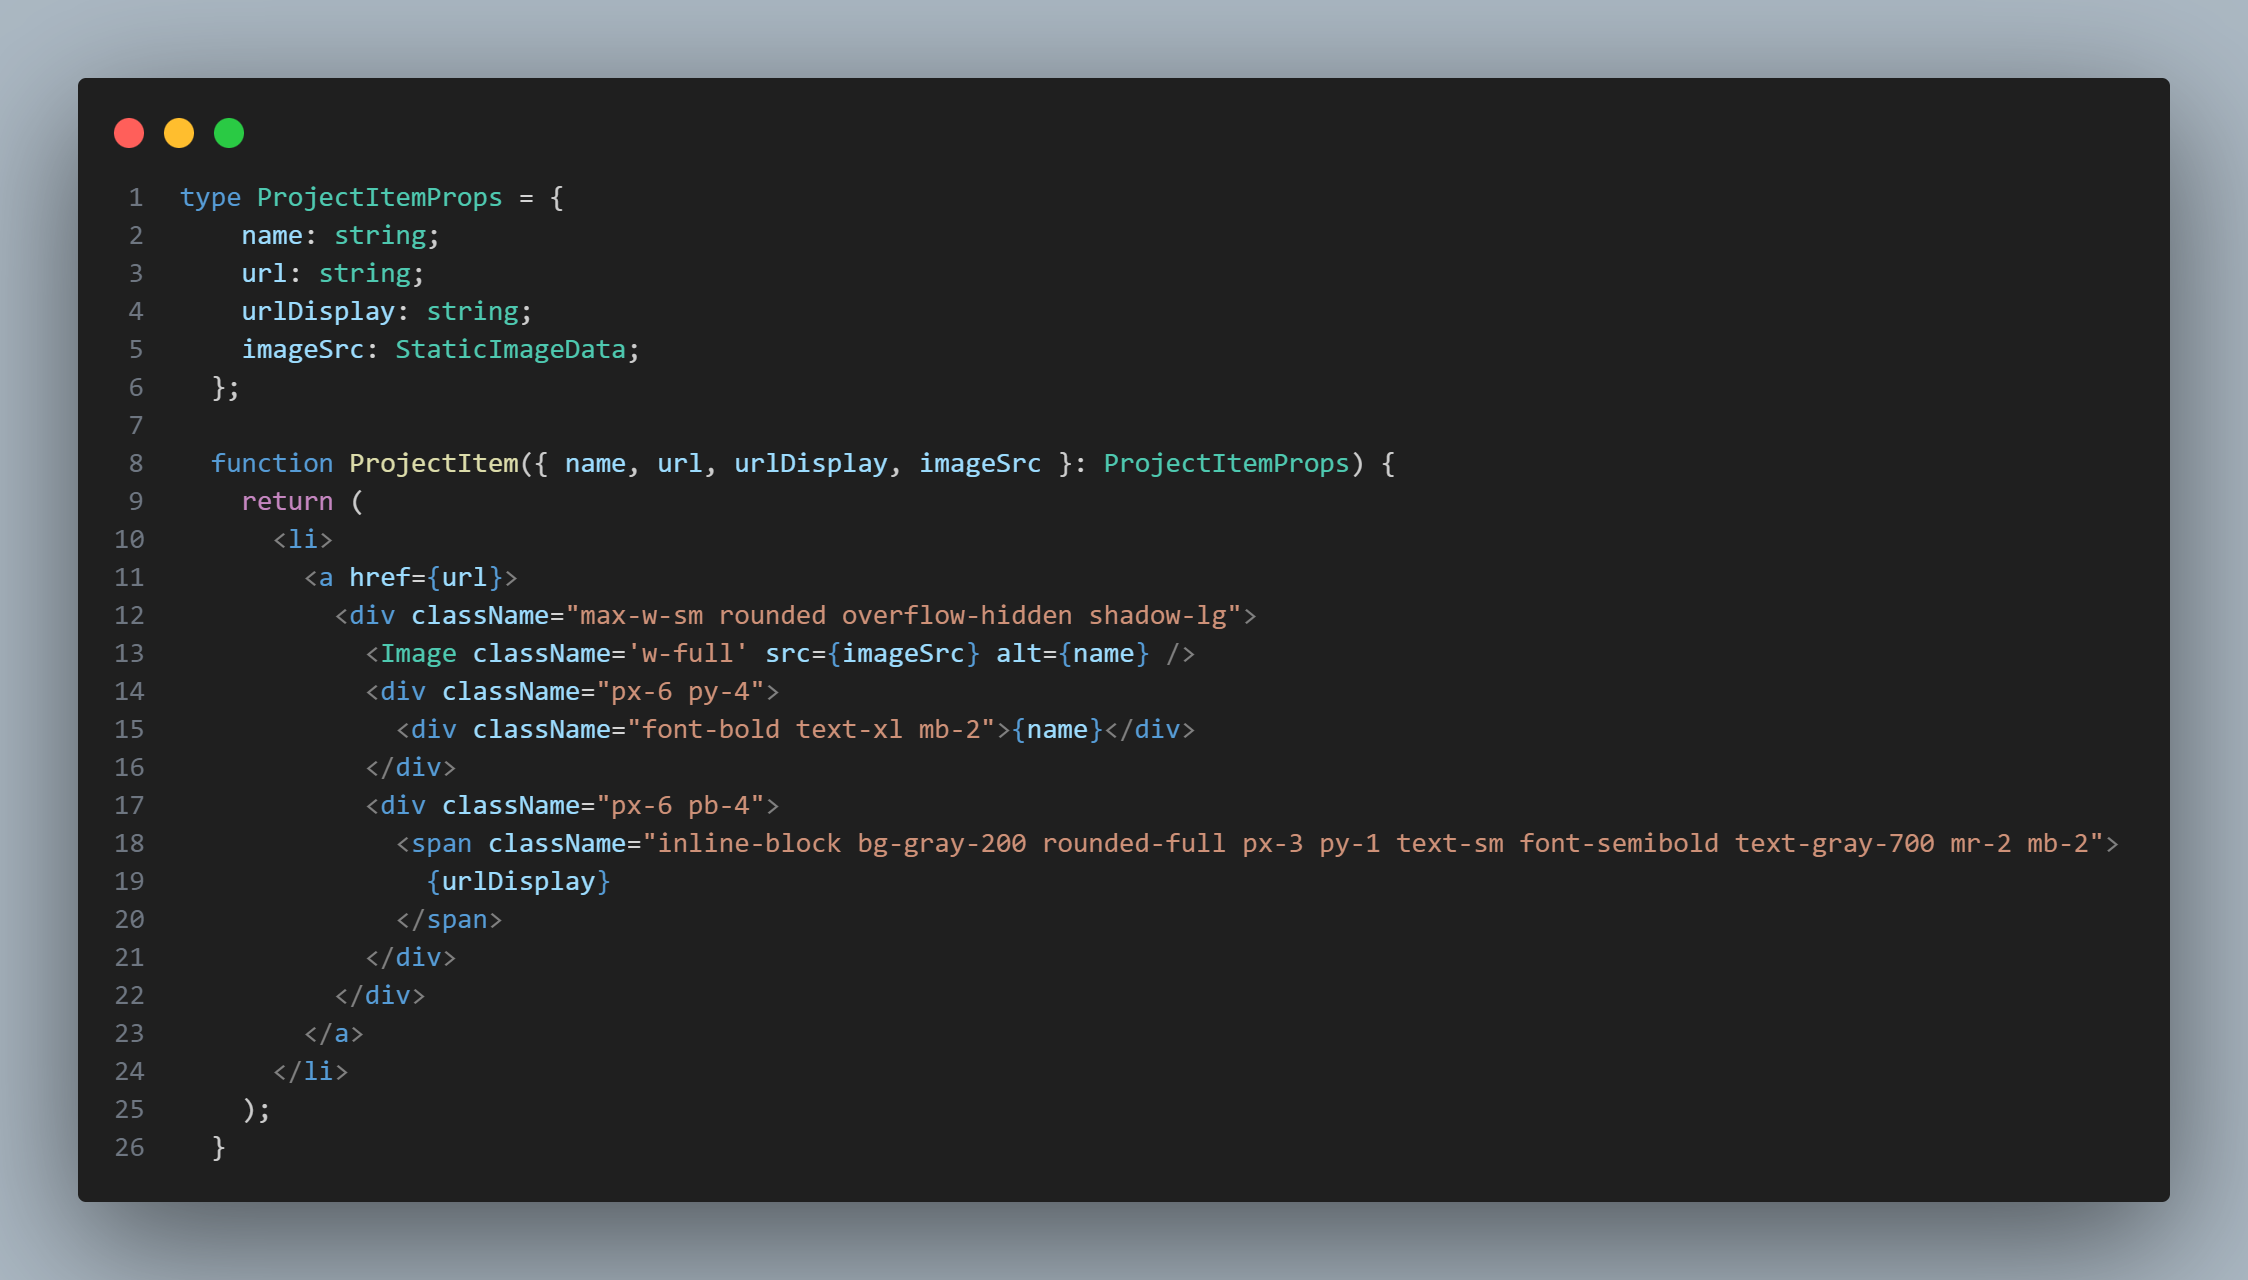 1 type ProjectItemProps = {
2 name: string;
3 url: string;
4 urlDisplay: string;
5 imageSrc: StaticImageData;
6 };
7
8 function ProjectItem({ name, url, urlDisplay, imageSrc }: ProjectItemProps) {
9 return (
10 <li>
11 <a href={url}>
12 <div className="max-w-sm rounded overflow-hidden shadow-lg">
13 <Image className='w-full' src={imageSrc} alt={name} />
14 <div className="px-6 py-4">
15 <div className="font-bold text-xl mb-2">{name}</div>
16 </div>
17 <div className="px-6 pb-4">
18 <span className="inline-block bg-gray-200 rounded-full px-3 py-1 text-sm font-semibold text-gray-700 mr-2 mb-2">
19 {urlDisplay}
20 </span>
21 </div>
22 </div>
23 </a>
24 </li>
25 );
26 }